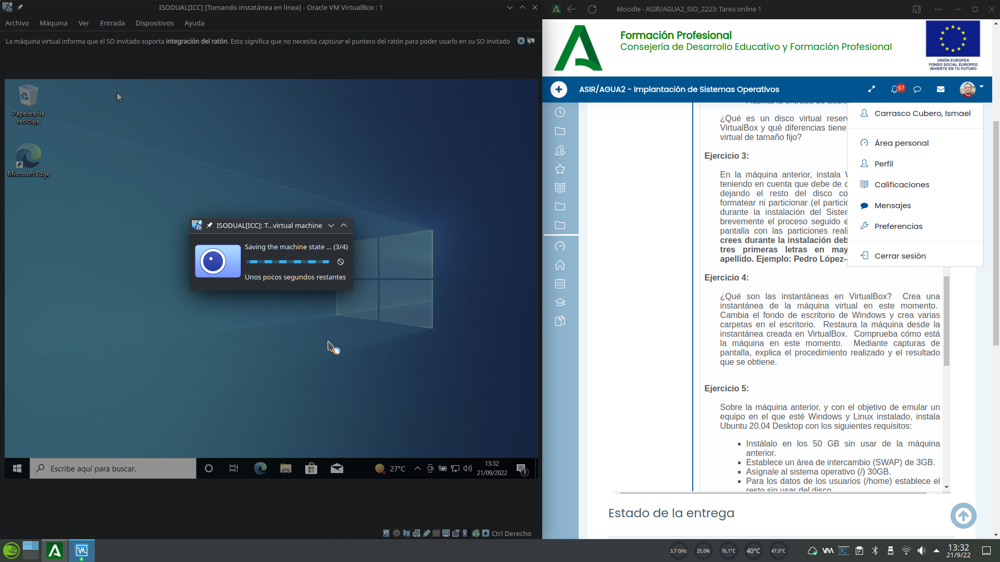 ISODUAL[ICC] [Tomando instatánea en linea] - Oracle VM VirtualBox : 1
Archivo Máquina Ver Entrada Dispositivos Ayuda
La máquina virtual informa que el SO invitado soporta integración del ratón. Esto significa que no necesita capturar el puntero del ratón para poder usarlo en su SO invitado
Papelera de
reciclaje
Microsoft Edge
ISODUAL[ICC]: T...virtual machine
Saving the machine state ... (3/4)
Unos pocos segundos restantes
Escribe aquí para buscar.
27°C
13:32
21/09/2022
1
Ctrl Derecho
Moodle - ASIR/AGUA2_ISO_2223: Tarea online 1
Formación Profesional
Consejería de Desarrollo Educativo y Formación Profesional
UNIÓN EUROPEA
FONDO SOCIAL EUROPEO
INVIERTE EN TU FUTURO
ASIR/AGUA2 - Implantación de Sistemas Operativos
97
Carrasco Cubero, Ismael
Área personal
Perfil
Calificaciones
Mensajes
Preferencias
Cerrar sesión
¿Qué es un disco virtual reserv
VirtualBox y qué diferencias tiene
virtual de tamaño fijo?
Ejercicio 3:
En la máquina anterior, instala
teniendo en cuenta que debe de
dejando el resto del disco co
formatear ni particionar (el partici
durante la instalación del Sister
brevemente el proceso seguido e
pantalla con las particiones reali
crees durante la instalación deb
tres primeras letras en may
apellido. Ejemplo: Pedro López-
Ejercicio 4:
¿Qué son las instantáneas en VirtualBox? Crea una
instantánea de la máquina virtual en este momento.
Cambia el fondo de escritorio de Windows y crea varias
carpetas en el escritorio. Restaura la máquina desde la
instantánea creada en VirtualBox. Comprueba cómo está
la máquina en este momento. Mediante capturas de
pantalla, explica el procedimiento realizado y el resultado
que se obtiene.
Ejercicio 5:
Sobre la máquina anterior, y con el objetivo de emular un
equipo en el que esté Windows y Linux instalado, instala
Ubuntu 20.04 Desktop con los siguientes requisitos:
Instálalo en los 50 GB sin usar de la máquina
anterior.
Establece un área de intercambio (SWAP) de 3GB.
Asígnale al sistema operativo (/) 30GB.
Para los datos de los usuarios (/home) establece el
resto sin usar del disco
Estado de la entrega
3,7 GHz 25,0% 76,1°C 40°C 47,0°C
13:32
21/9/22